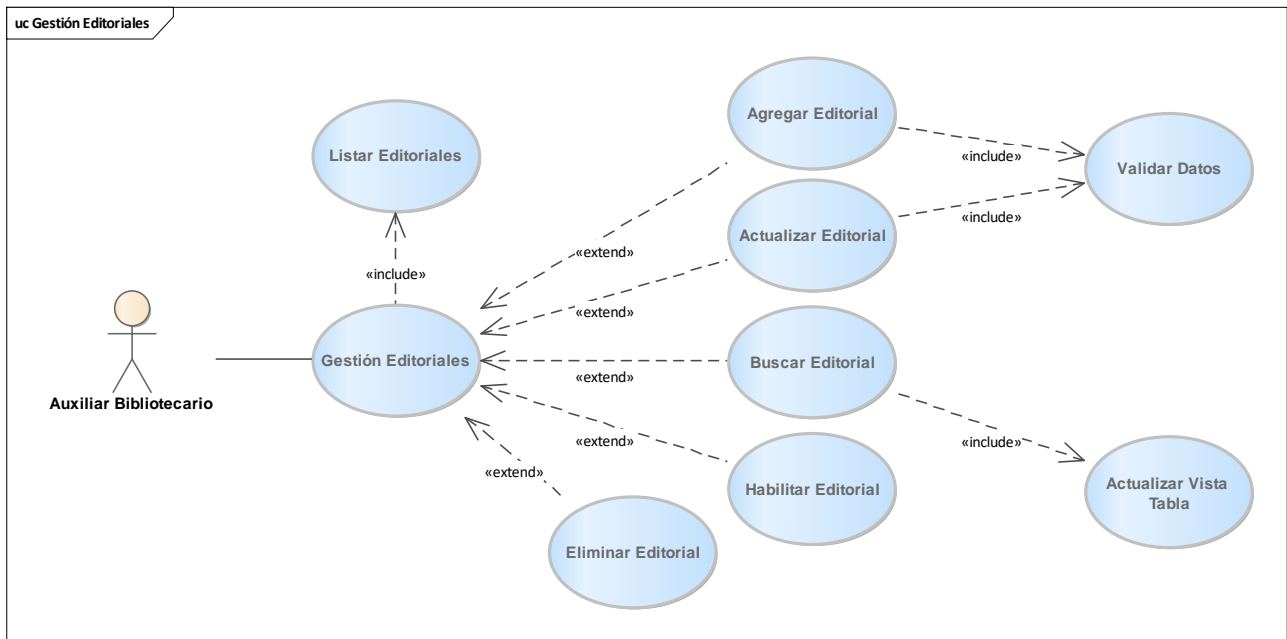 uc Gestión Editoriales
Agregar Editorial
Listar Editoriales
«include»
Validar Datos
Actualizar Editorial
«include»
«extend»
«include»
«extend»
Gestión Editoriales
Buscar Editorial
«extend»
Auxiliar Bibliotecario
«extend»
«include»
«extend»
Habilitar Editorial
Actualizar Vista
Tabla
Eliminar Editorial